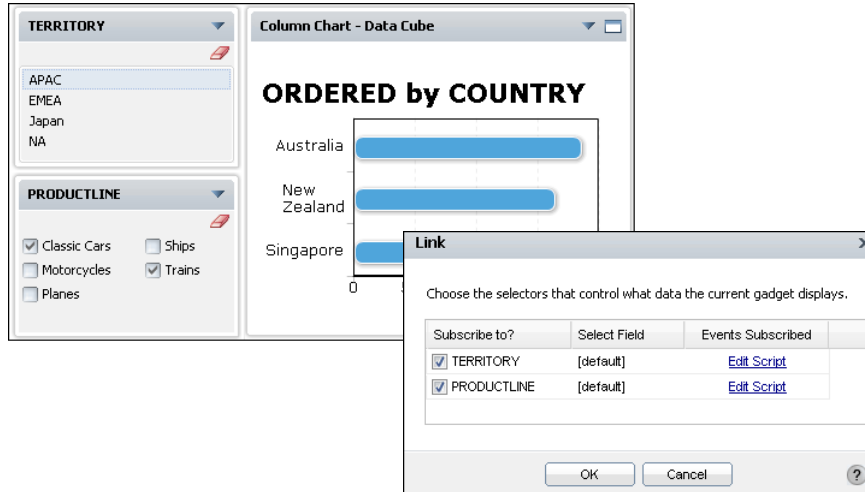 TERRITORY
APAC
EMEA
Japan
NA
PRODUCTLINE
Classic Cars
Ships
Motorcycles
Trains
Planes
Column Chart - Data Cube
ORDERED by COUNTRY
Australia
New
Zealand
Singapore
0
Link
Choose the selectors that control what data the current gadget displays.
Subscribe to? Select Field Events Subscribed
TERRITORY [default] Edit Script
PRODUCTLINE [default] Edit Script
OK Cancel
?